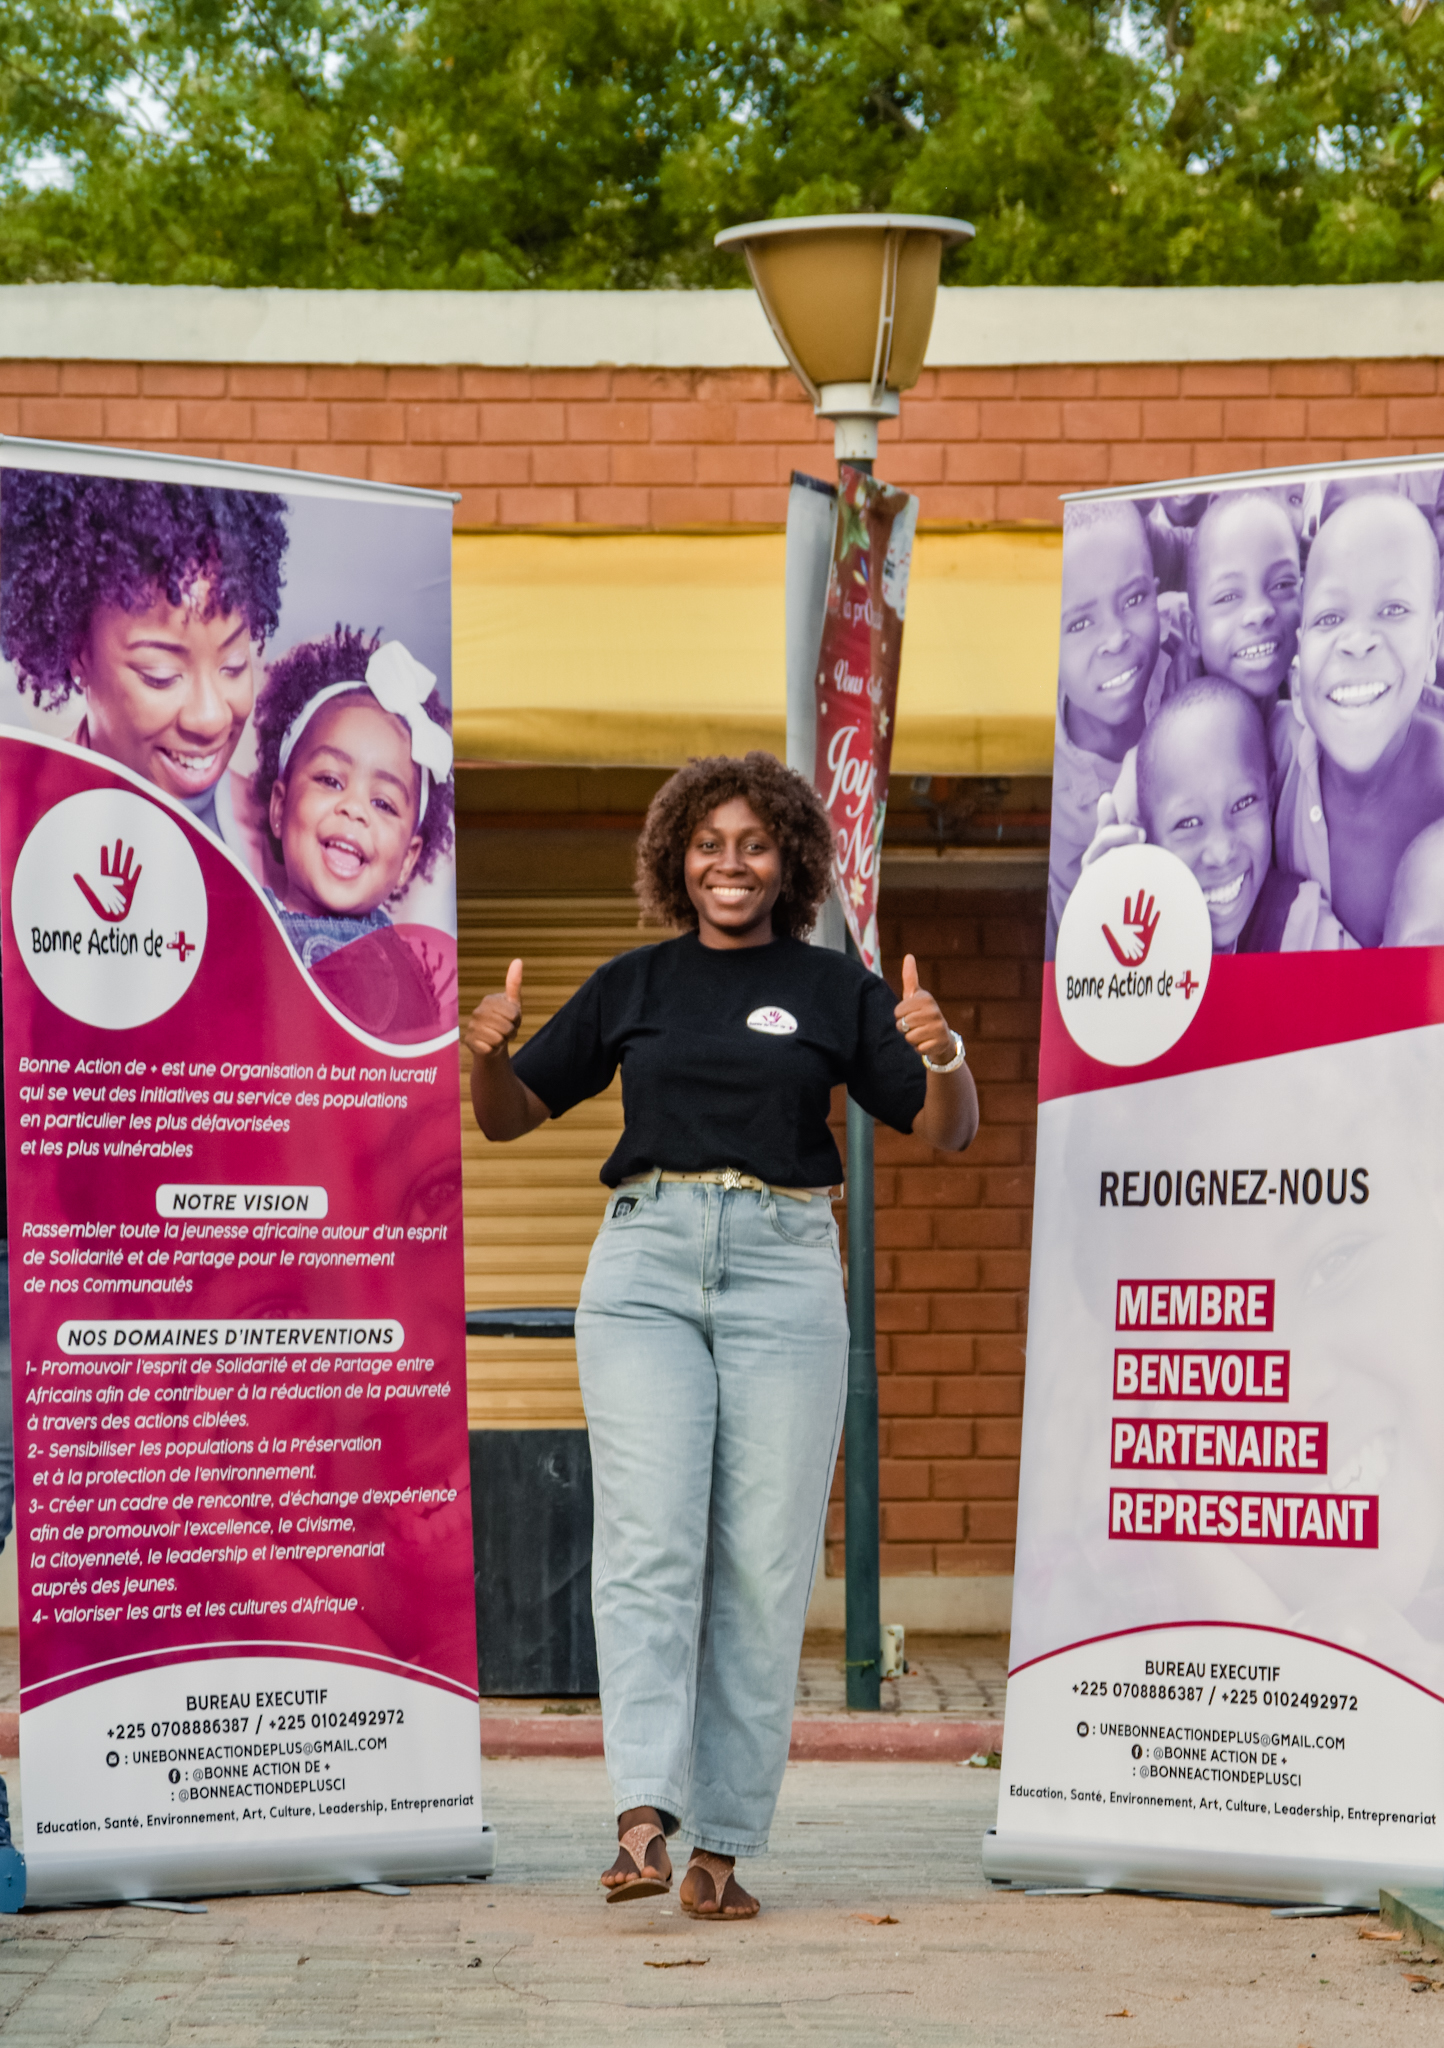 Bonne Action de +
Bonne Action de + est une Organisation à but non lucratif
qui se veut des initiatives au service des populations
en particulier les plus défavorisées
et les plus vulnérables
NOTRE VISION
Rassembler toute la jeunesse africaine autour d'un esprit
de Solidarité et de Partage pour le rayonnement
de nos Communautés
NOS DOMAINES D'INTERVENTIONS
1- Promouvoir l'esprit de Solidarité et de Partage entre
Africains afin de contribuer à la réduction de la pauvreté
à travers des actions ciblées.
2- Sensibiliser les populations à la Préservation
et à la protection de l'environnement.
3- Créer un cadre de rencontre, d'échange d'expérience
afin de promouvoir l'excellence, le Civisme,
la Citoyenneté, le leadership et l'entreprenariat
auprès des jeunes.
4- Valoriser les arts et les cultures d'Afrique .
BUREAU EXECUTIF
+225 0708886387 / +225 0102492972
: UNEBONNEACTIONDEPLUS@GMAIL.COM
: @BONNE ACTION DE +
: @BONNEACTIONDEPLUSCI
Education, Santé, Environnement, Art, Culture, Leadership, Entreprenariat
Vous
Joy
No
Bonne Action de +
REJOIGNEZ-NOUS
MEMBRE
BENEVOLE
PARTENAIRE
REPRESENTANT
BUREAU EXECUTIF
+225 0708886387 / +225 0102492972
: UNEBONNEACTIONDEPLUS@GMAIL.COM
: @BONNE ACTION DE +
: @BONNEACTIONDEPLUSCI
Education, Santé, Environnement, Art, Culture, Leadership, Entreprenariat